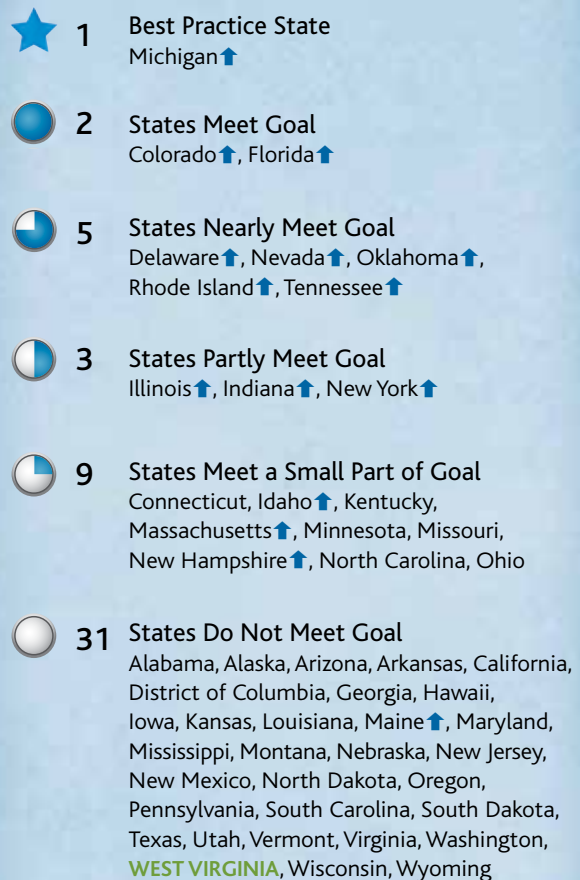 1 Best Practice State
Michigan⬆
2 States Meet Goal
Colorado⬆, Florida⬆
5 States Nearly Meet Goal
Delaware⬆, Nevada⬆, Oklahoma⬆,
Rhode Island⬆, Tennessee⬆
3 States Partly Meet Goal
Illinois⬆, Indiana⬆, New York⬆
9 States Meet a Small Part of Goal
Connecticut, Idaho⬆, Kentucky,
Massachusetts⬆, Minnesota, Missouri,
New Hampshire⬆, North Carolina, Ohio
31 States Do Not Meet Goal
Alabama, Alaska, Arizona, Arkansas, California,
District of Columbia, Georgia, Hawaii,
Iowa, Kansas, Louisiana, Maine⬆, Maryland,
Mississippi, Montana, Nebraska, New Jersey,
New Mexico, North Dakota, Oregon,
Pennsylvania, South Carolina, South Dakota,
Texas, Utah, Vermont, Virginia, Washington,
WEST VIRGINIA, Wisconsin, Wyoming